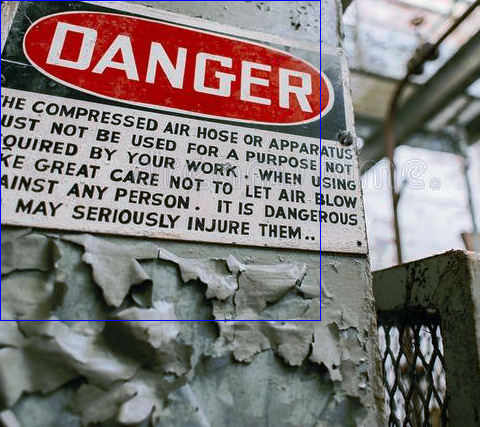 DANGER
HE COMPRESSED AIR HOSE OR APPARATUS
UST NOT BE USED FOR A PURPOSE NOT
QUIRED BY YOUR WORK. WHEN USING
KE GREAT CARE NOT TO LET AIR BLOW
AINST ANY PERSON. IT IS DANGEROUS
MAY SERIOUSLY INJURE THEM..